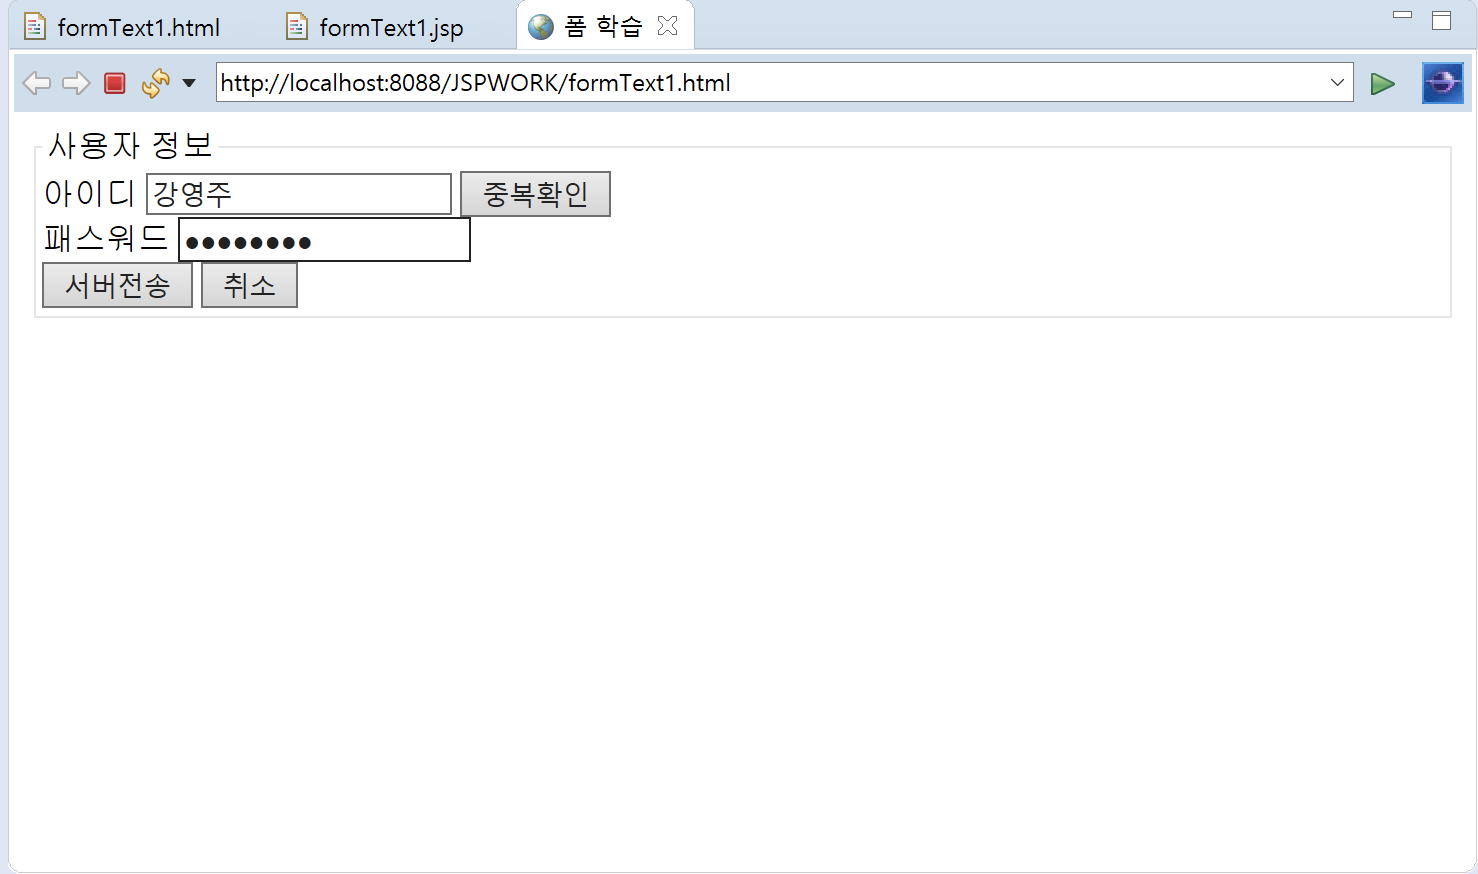 formText1.html formText1.jsp 폼 학습
http://localhost:8088/JSPWORK/formText1.html
사용자 정보
아이디 강영주 중복확인
패스워드 ●●●●●●●●
서버전송 취소